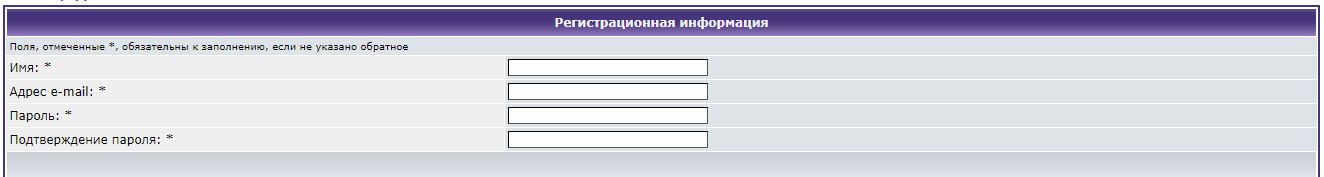 Регистрационная информация
Поля, отмеченные *, обязательны к заполнению, если не указано обратное
Имя: *
Адрес e-mail: *
Пароль: *
Подтверждение пароля: *